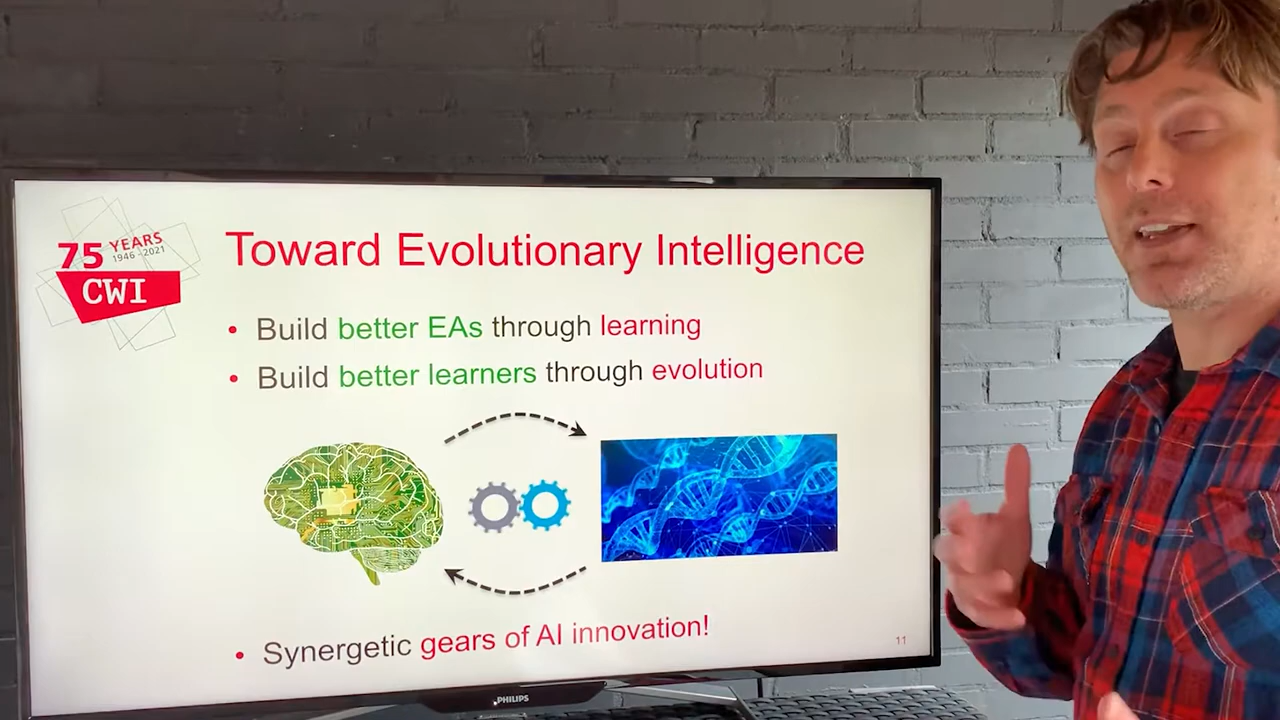 75 YEARS
1946 - 2021
CWI
Toward Evolutionary Intelligence
• Build better EAs through learning
• Build better learners through evolution
• Synergetic gears of AI innovation!
11
PHILIPS